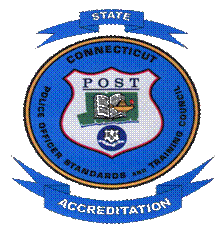 STATE
CONNECTICUT
POST
POLICE OFFICER STANDARDS AND TRAINING COUNCIL
ACCREDITATION